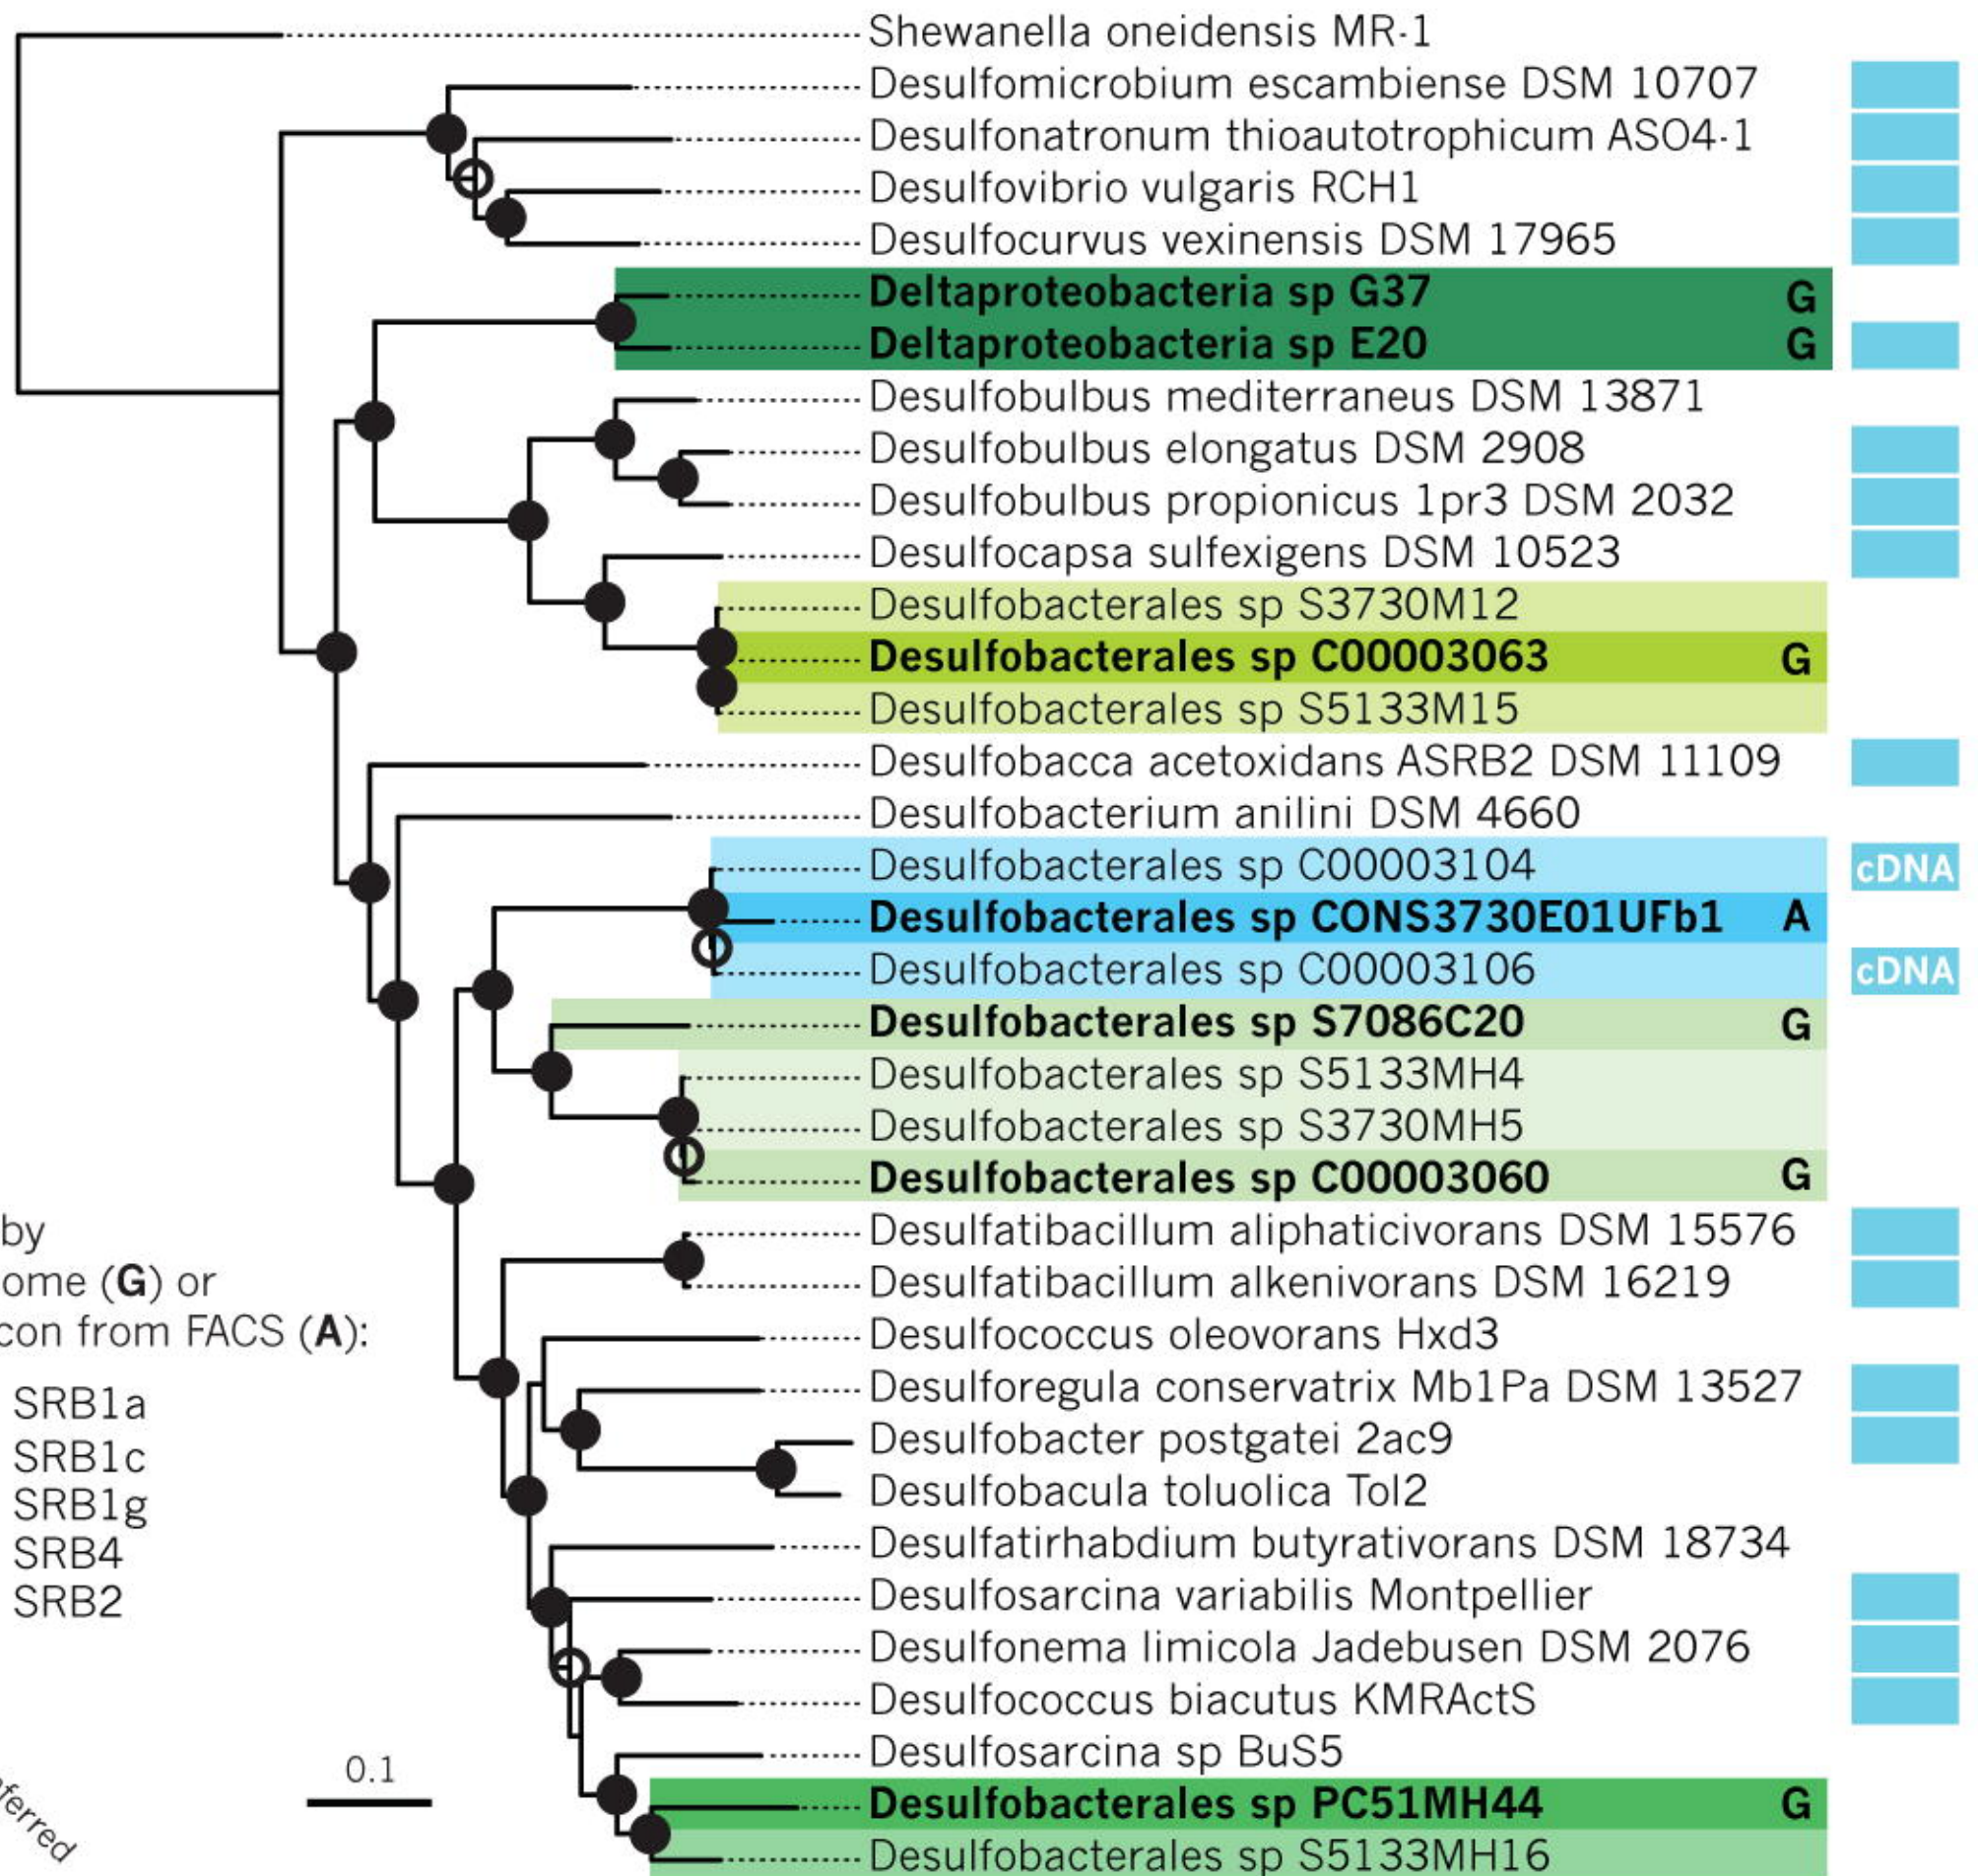 Shewanella oneidensis MR-1
Desulfomicrobium escambiense DSM 10707
Desulfonatronum thioautotrophicum ASO4-1
Desulfovibrio vulgaris RCH1
Desulfocurvus vexinensis DSM 17965
Deltaproteobacteria sp G37 G
Deltaproteobacteria sp E20 G
Desulfobulbus mediterraneus DSM 13871
Desulfobulbus elongatus DSM 2908
Desulfobulbus propionicus 1pr3 DSM 2032
Desulfocapsa sulfexigens DSM 10523
Desulfobacterales sp S3730M12
Desulfobacterales sp C00003063 G
Desulfobacterales sp S5133M15
Desulfobacca acetoxidans ASRB2 DSM 11109
Desulfobacterium anilini DSM 4660
Desulfobacterales sp C00003104 cDNA
Desulfobacterales sp CONS3730E01UFb1 A
Desulfobacterales sp C00003106 cDNA
Desulfobacterales sp S7086C20 G
Desulfobacterales sp S5133MH4
Desulfobacterales sp S3730MH5
Desulfobacterales sp C00003060 G
Desulfatibacillum aliphaticivorans DSM 15576
Desulfatibacillum alkenivorans DSM 16219
Desulfococcus oleovorans Hxd3
Desulforegula conservatrix Mb1Pa DSM 13527
Desulfobacter postgatei 2ac9
Desulfobacula toluolica Tol2
Desulfatirhabdium butyrativorans DSM 18734
Desulfosarcina variabilis Montpellier
Desulfonema limicola Jadebusen DSM 2076
Desulfococcus biacutus KMRActS
Desulfosarcina sp BuS5
Desulfobacterales sp PC51MH44 G
Desulfobacterales sp S5133MH16
by
ome (G) or
con from FACS (A):
SRB1a
SRB1c
SRB1g
SRB4
SRB2
0.1
ferred